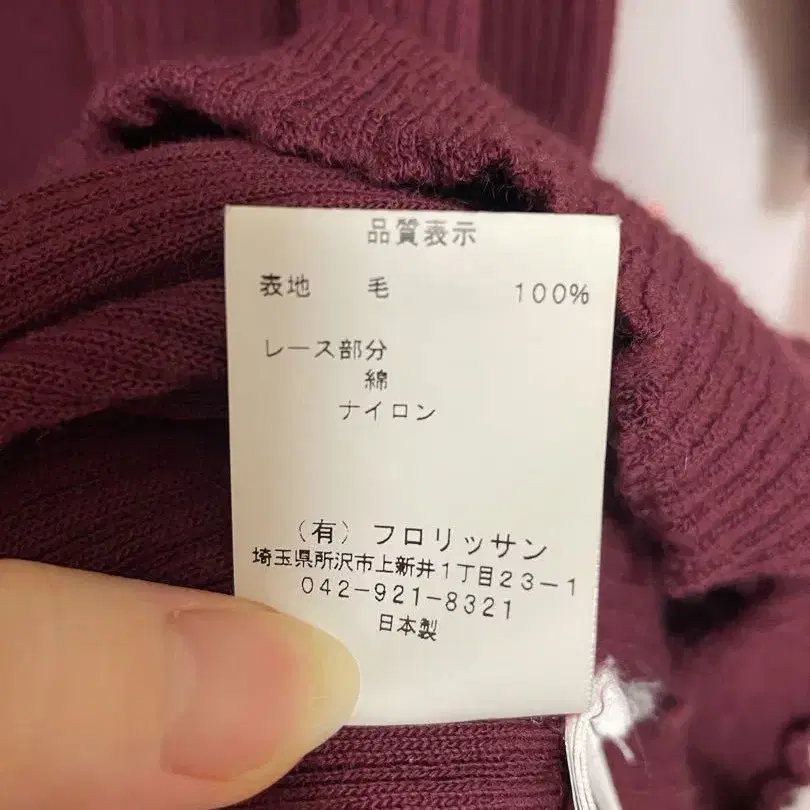 品質表示
表地　毛　100%
レース部分
綿
ナイロン
（有）フロリッサン
埼玉県所沢市上新井1丁目23-1
042-921-8321
日本製